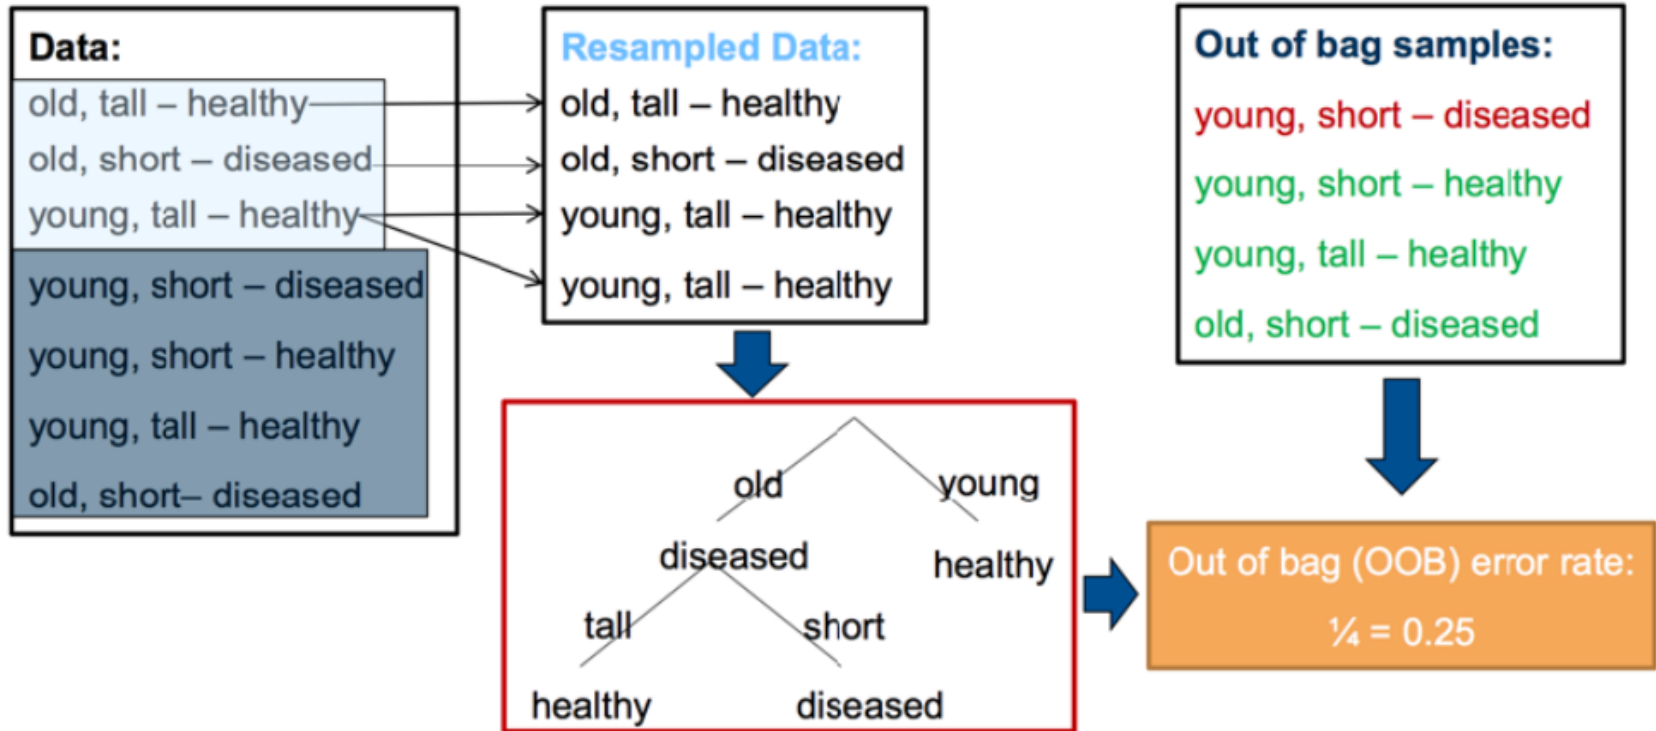 Data:
old, tall – healthy
old, short – diseased
young, tall – healthy
young, short – diseased
young, short – healthy
young, tall – healthy
old, short– diseased
Resampled Data:
old, tall – healthy
old, short – diseased
young, tall – healthy
young, tall – healthy
Out of bag samples:
young, short – diseased
young, short – healthy
young, tall – healthy
old, short – diseased
old
young
diseased
healthy
tall
short
healthy
diseased
Out of bag (OOB) error rate:
¼ = 0.25